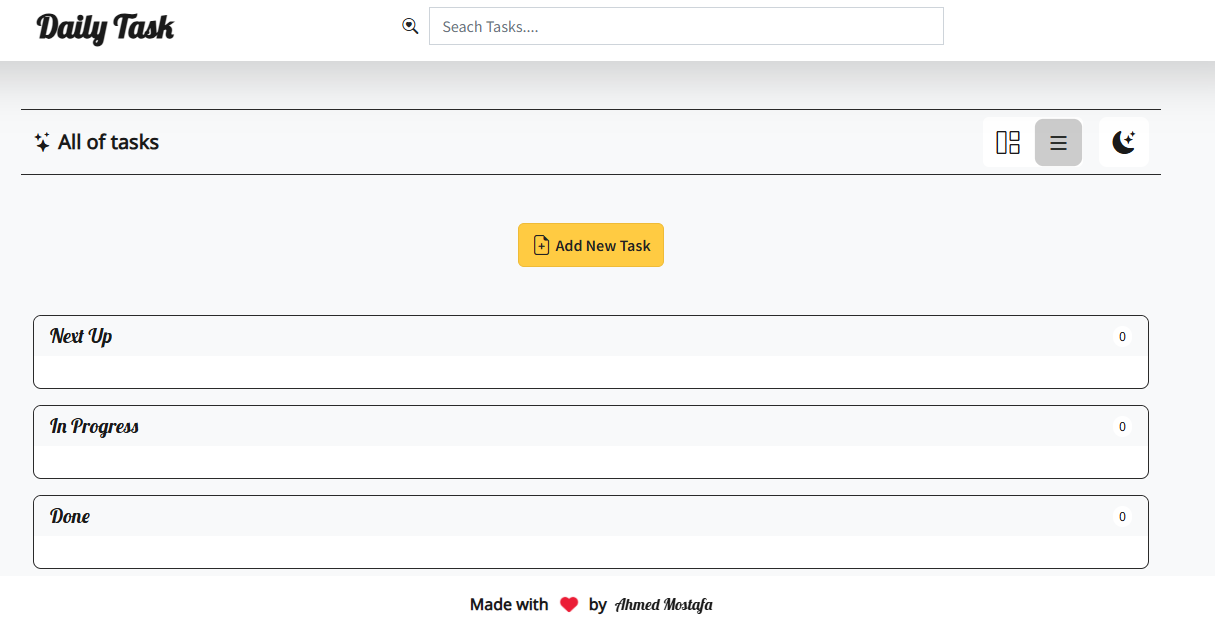 Daily Task
Seach Tasks....
All of tasks
Add New Task
Next Up 0
In Progress 0
Done 0
Made with ❤ by Ahmed Mostafa